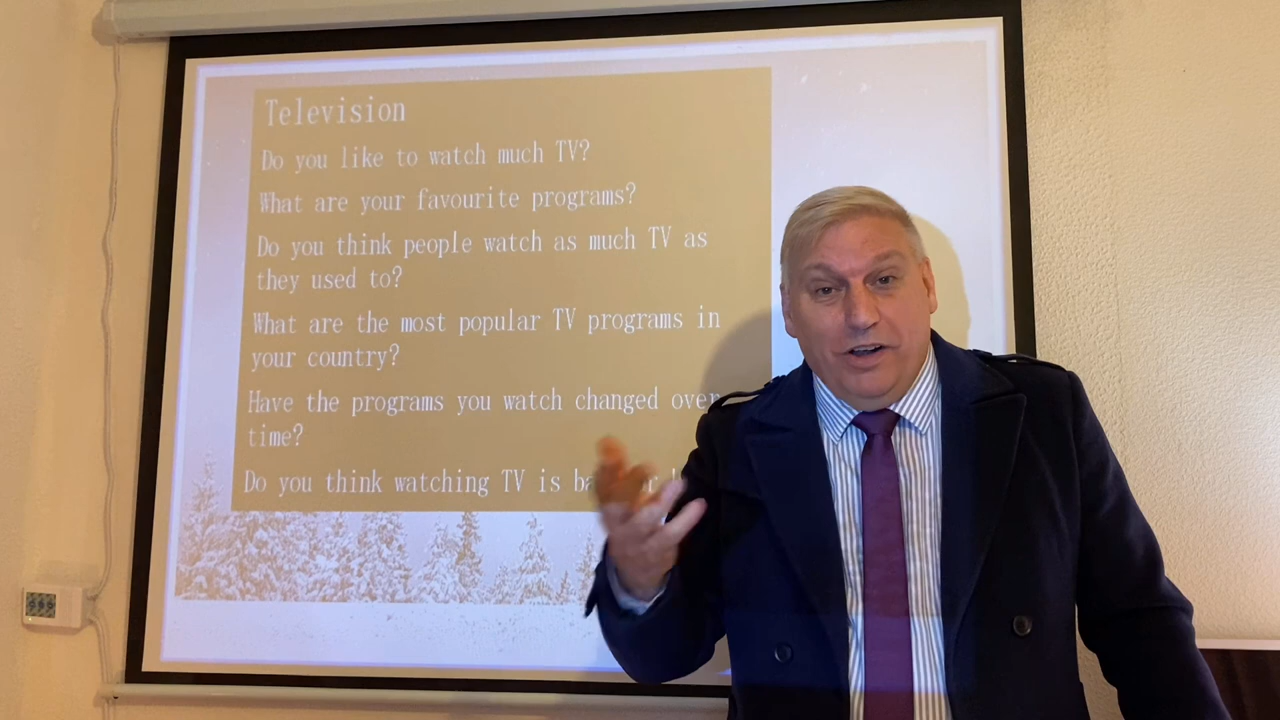 Television
Do you like to watch much TV?
What are your favourite programs?
Do you think people watch as much TV as
they used to?
What are the most popular TV programs in
your country?
Have the programs you watch changed over
time?
Do you think watching TV is